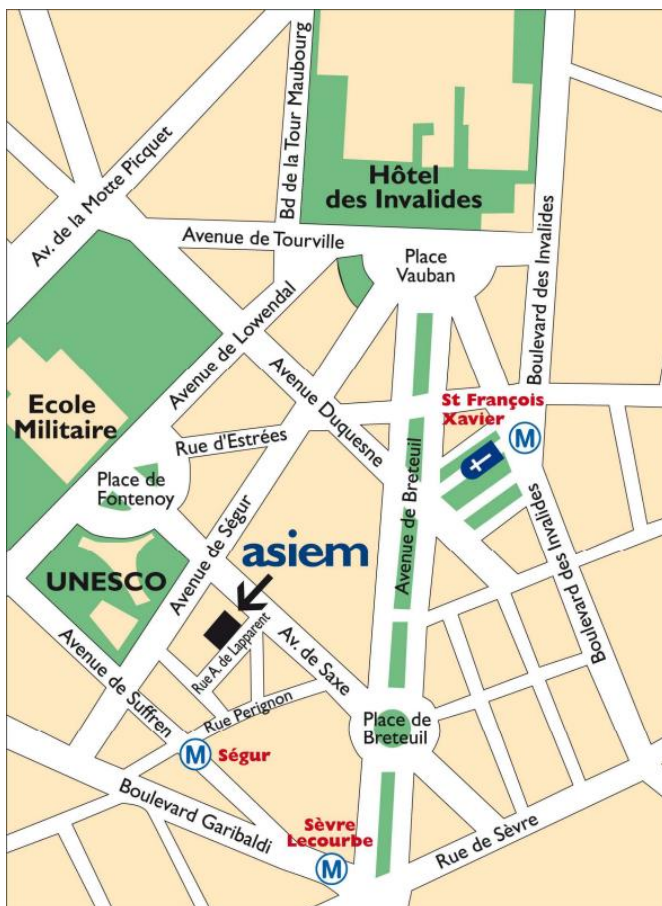 Av. de la Motte Picquet
Bd de la Tour Maubourg
Hôtel
des Invalides
Avenue de Tourville
Place
Vauban
Boulevard des Invalides
Avenue de Lowendal
Ecole
Militaire
Avenue Duquesne
St François
Xavier
M
Rue d'Estrées
Place de
Fontenoy
Avenue de Ségur
Avenue de Breteuil
asiem
UNESCO
Boulevard des Invalides
Rue A. de Lapparent
Av. de Saxe
Avenue de Suffren
Rue Perignon
Place de
Breteuil
M
Ségur
Boulevard Garibaldi
Sèvre
Lecourbe
M
Rue de Sèvre